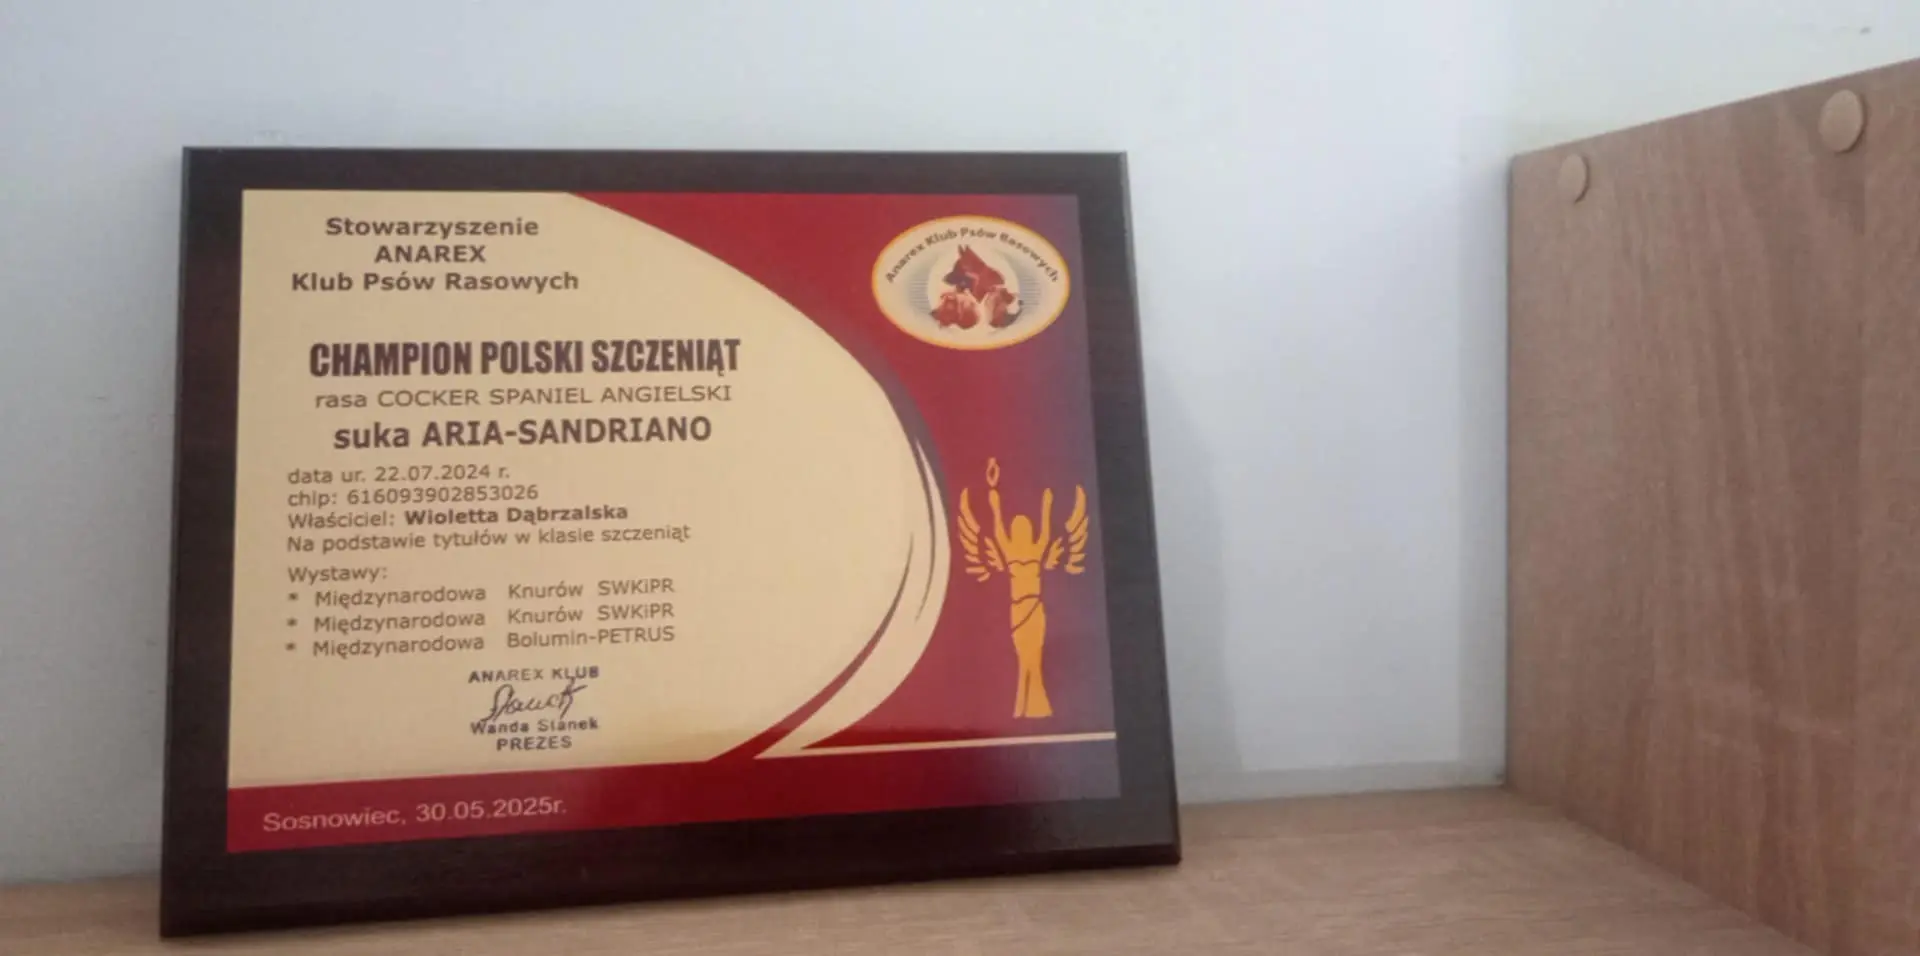 Stowarzyszenie
ANAREX
Klub Psów Rasowych
Anarex Klub Psów Rasowych
CHAMPION POLSKI SZCZENIĄT
rasa COCKER SPANIEL ANGIELSKI
suka ARIA-SANDRIANO
data ur. 22.07.2024 r.
chip: 616093902853026
Właściciel: Wioletta Dąbrzalska
Na podstawie tytułów w klasie szczeniąt
Wystawy:
* Międzynarodowa Knurów SWKiPR
* Międzynarodowa Knurów SWKiPR
* Międzynarodowa Bolumin-PETRUS
ANAREX KLUB
Wanda Stanek
PREZES
Sosnowiec, 30.05.2025r.